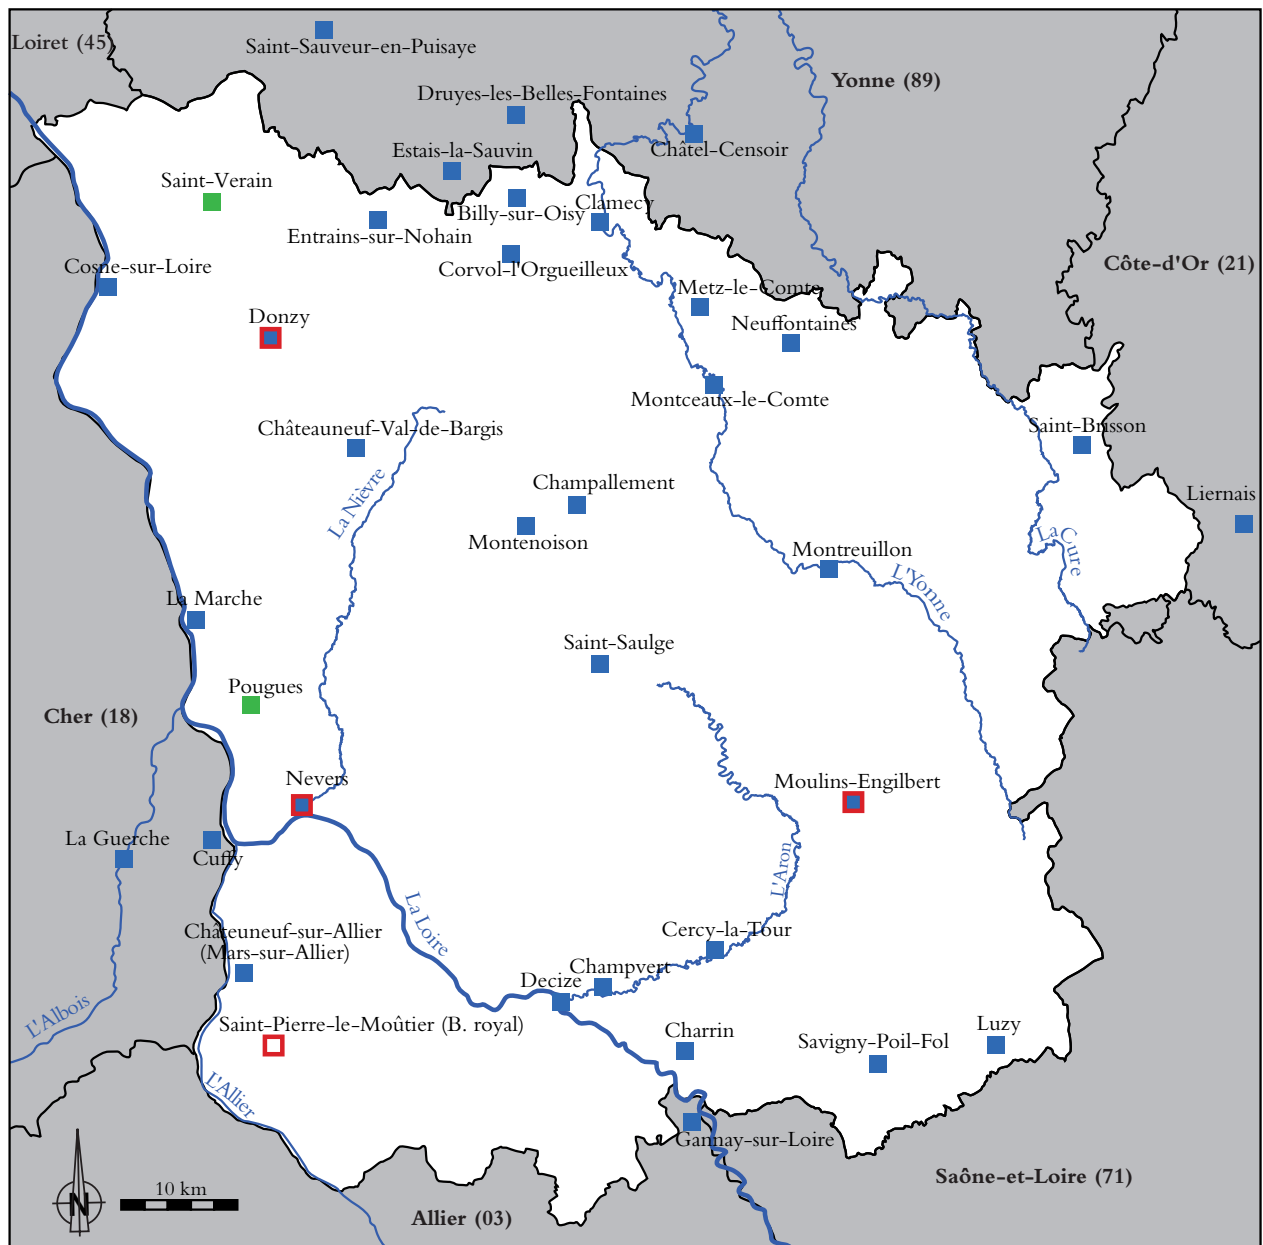 Loiret (45)
Saint-Sauveur-en-Puisaye
Yonne (89)
Druyes-les-Belles-Fontaines
Châtel-Censoir
Estais-la-Sauvin
Saint-Verain
Clamecy
Billy-sur-Oisy
Entrains-sur-Nohain
Côte-d'Or (21)
Cosne-sur-Loire
Corvol-l'Orgueilleux
Metz-le-Comte
Donzy
Neuffontaines
Montceaux-le-Comte
Châteauneuf-Val-de-Bargis
Saint-Brisson
Champallement
Liernais
La Nièvre
Montenoison
La Cure
Montreuillon
L'Yonne
La Marche
Saint-Saulge
Pougues
Cher (18)
Nevers
Moulins-Engilbert
La Guerche
Cuffy
L'Aron
La Loire
Châteuneuf-sur-Allier
(Mars-sur-Allier)
Cercy-la-Tour
Champvert
Decize
L'Albois
Saint-Pierre-le-Moûtier (B. royal)
Charrin
Savigny-Poil-Fol
Luzy
L'Allier
Gannay-sur-Loire
Saône-et-Loire (71)
10 km
N
Allier (03)